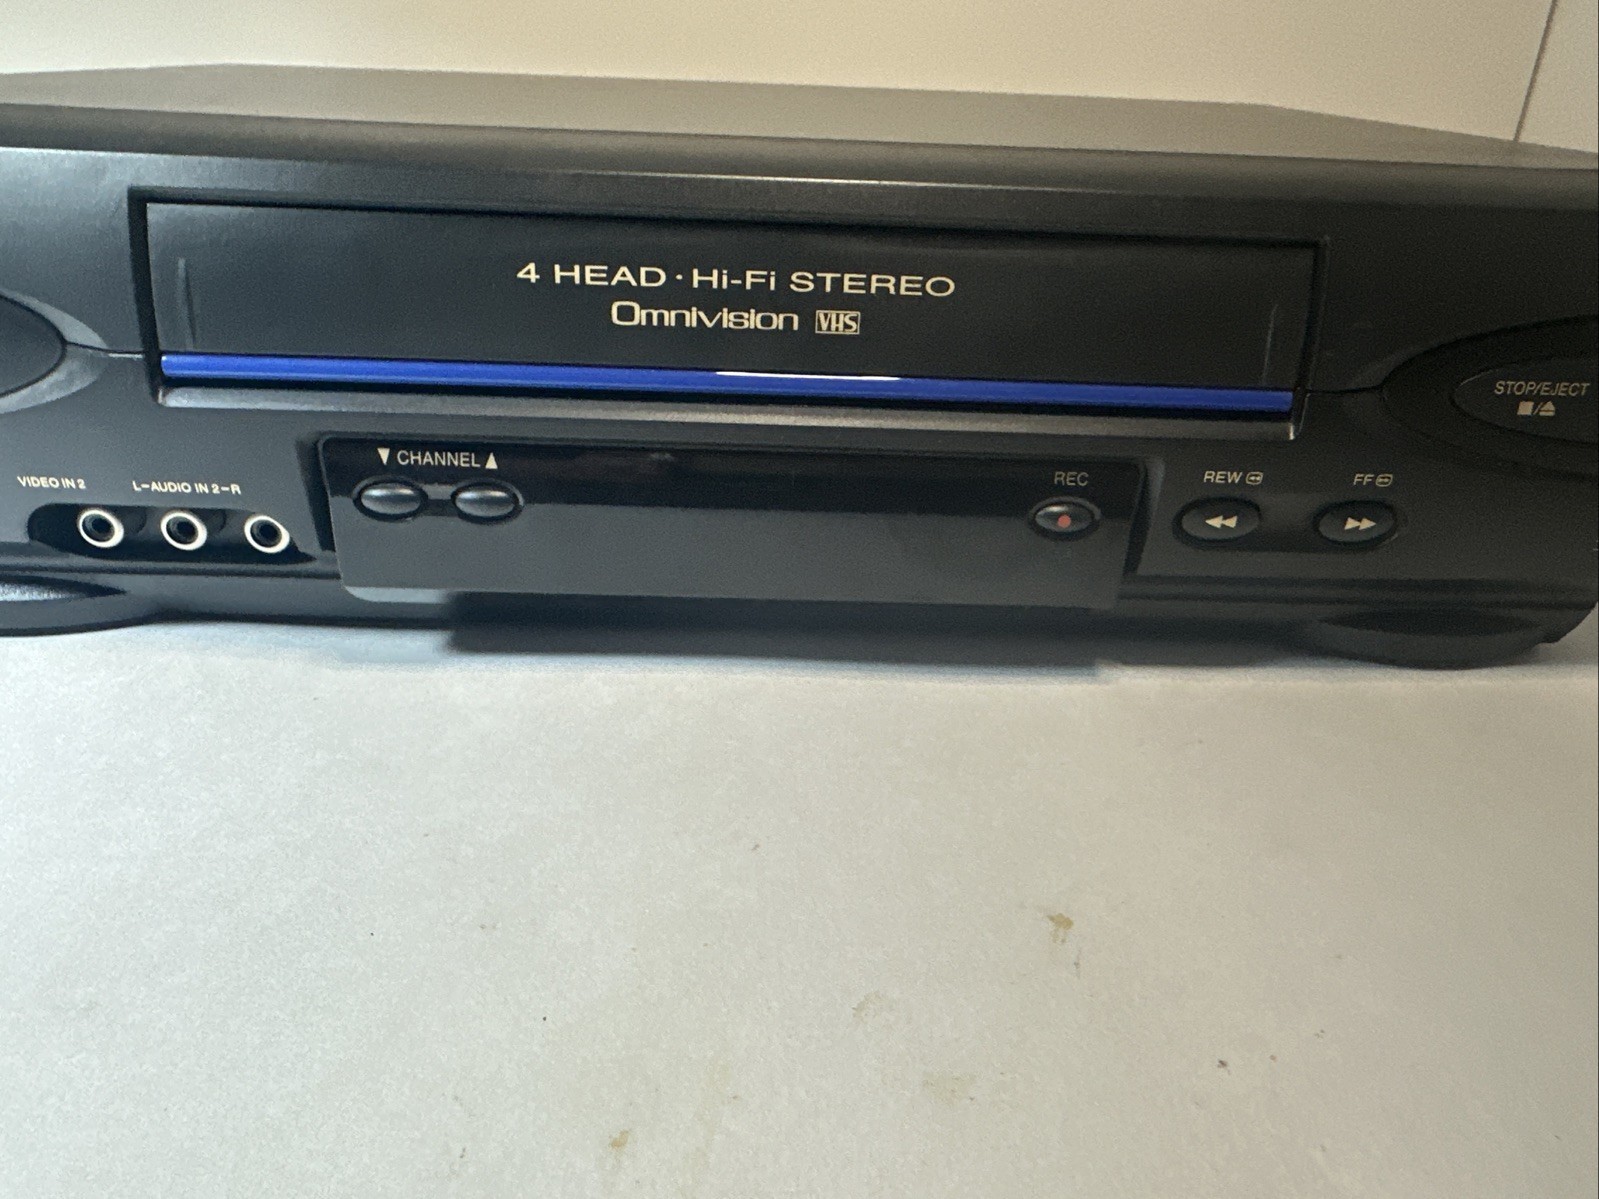 4 HEAD · Hi-Fi STEREO
Omnivision VHS
STOP/EJECT
■/⏏
▼ CHANNEL ▲
REC
REW
FF
VIDEO IN 2
L-AUDIO IN 2-R